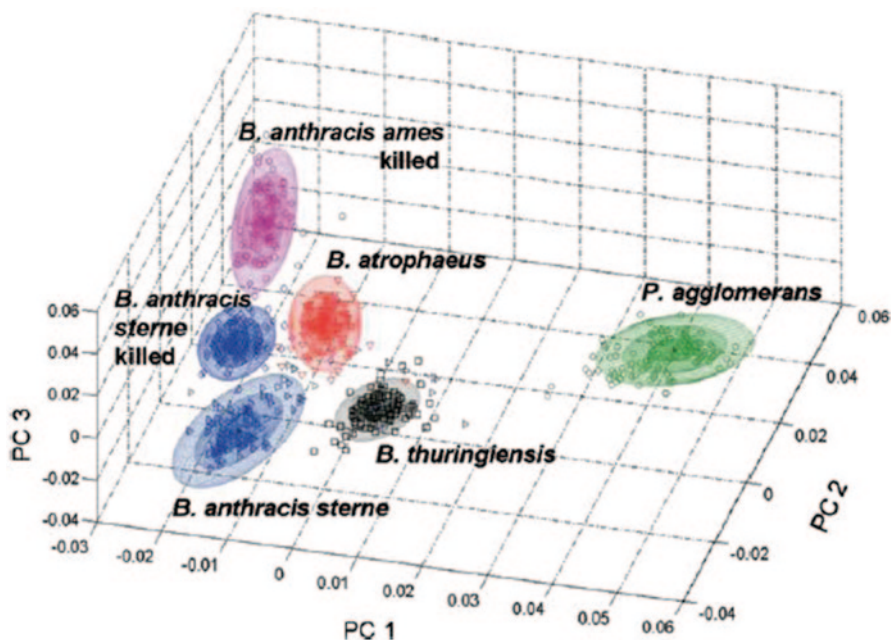 B. anthracis ames
killed
B. atrophaeus
B. anthracis
sterne
killed
P. agglomerans
B. thuringiensis
B. anthracis sterne
PC 3
0.06
0.04
0.02
0
-0.02
-0.04
-0.03
-0.02
-0.01
0
0.01
0.02
0.03
0.04
0.05
0.06
PC 1
-0.04
-0.02
0
0.02
0.04
0.06
PC 2